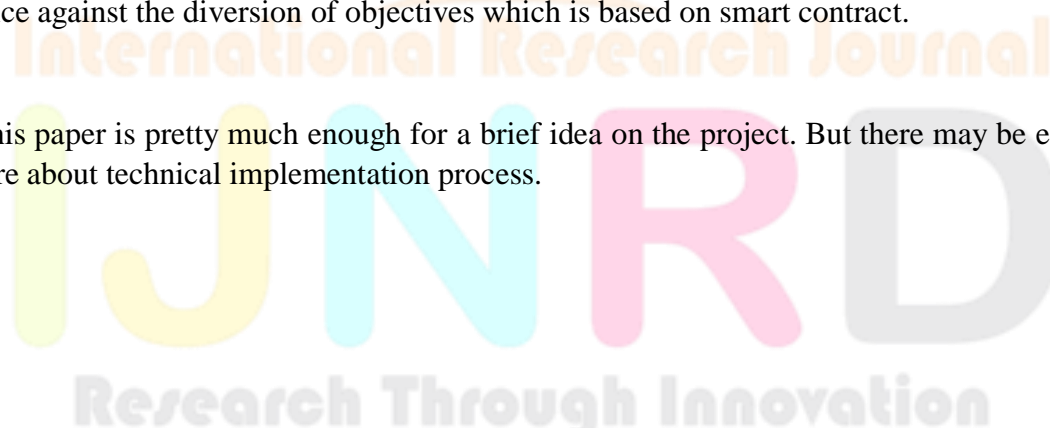 ce against the diversion of objectives which is based on smart contract.
International Research Journal
his paper is pretty much enough for a brief idea on the project. But there may be e
re about technical implementation process.
IJNRD
Research Through Innovation